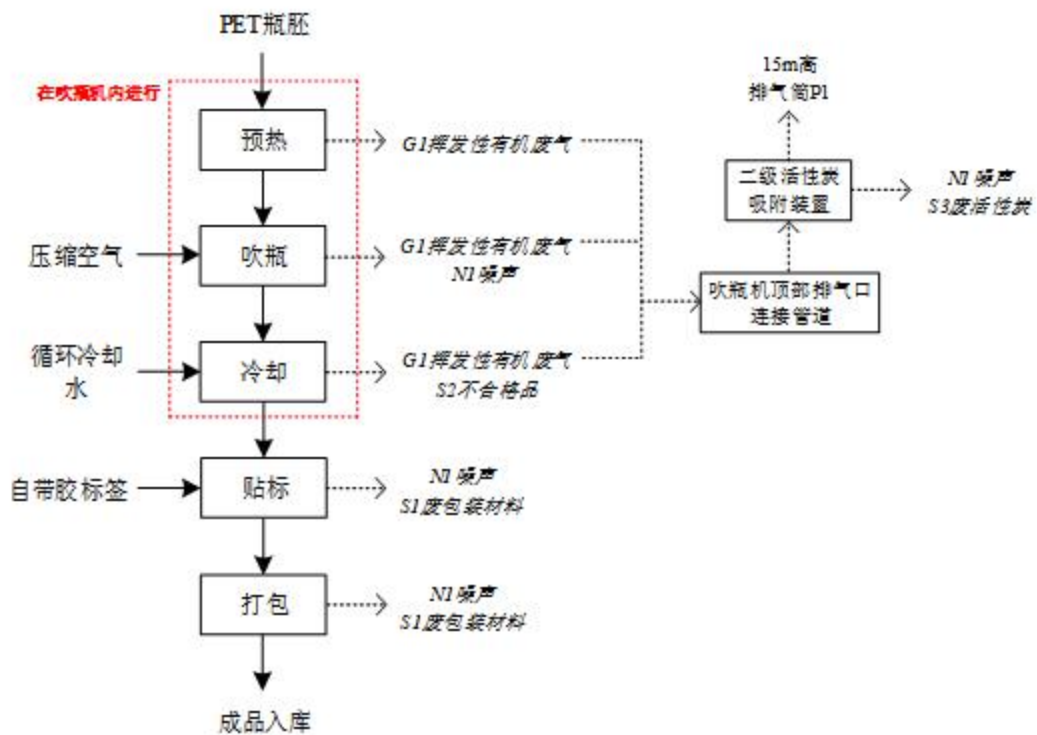 PET瓶胚
在吹瓶机内进行
预热
G1挥发性有机废气
压缩空气
吹瓶
G1挥发性有机废气
N1噪声
循环冷却
水
冷却
G1挥发性有机废气
S2不合格品
自带胶标签
贴标
N1噪声
S1废包装材料
打包
N1噪声
S1废包装材料
成品入库
15m高
排气筒P1
二级活性炭
吸附装置
N1噪声
S3废活性炭
吹瓶机顶部排气口
连接管道